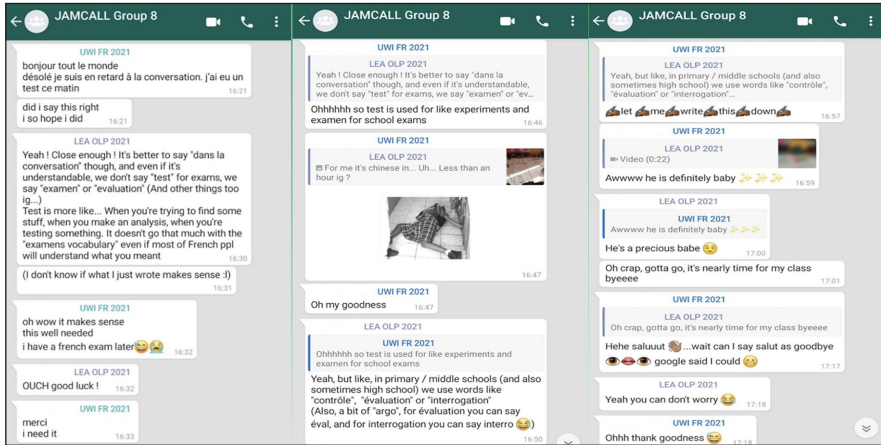 JAMCALL Group 8
UWI FR 2021
bonjour tout le monde
désolé je suis en retard à la conversation. j'ai eu un
test ce matin
16:21
did i say this right
i so hope i did
16:21
LEA OLP 2021
Yeah ! Close enough ! It's better to say "dans la
conversation" though, and even if it's
understandable, we don't say "test" for exams, we
say "examen" or "evaluation" (And other things too
ig...)
Test is more like... When you're trying to find some
stuff, when you make an analysis, when you're
testing something. It doesn't go that much with the
"examens vocabulary" even if most of French ppl
will understand what you meant
16:30
(I don't know if what I just wrote makes sense :I)
16:31
UWI FR 2021
oh wow it makes sense
this well needed
i have a french exam later😅😭
16:32
LEA OLP 2021
OUCH good luck !
16:32
UWI FR 2021
merci
i need it
16:33
JAMCALL Group 8
UWI FR 2021
LEA OLP 2021
Yeah ! Close enough ! It's better to say "dans la
conversation" though, and even if it's understandable,
we don't say "test" for exams, we say "examen" or "ev...
Ohhhhhh so test is used for like experiments and
examen for school exams
16:46
UWI FR 2021
LEA OLP 2021
For me it's chinese in... Uh... Less than an
hour ig ?
16:47
UWI FR 2021
Oh my goodness
16:47
LEA OLP 2021
UWI FR 2021
Ohhhhhh so test is used for like experiments and
examen for school exams
Yeah, but like, in primary / middle schools (and also
sometimes high school) we use words like
"contrôle", "évaluation" or "interrogation"
(Also, a bit of "argo", for évaluation you can say
éval, and for interrogation you can say interro 😂)
16:50
JAMCALL Group 8
UWI FR 2021
LEA OLP 2021
Yeah, but like, in primary / middle schools (and also
sometimes high school) we use words like "contrôle",
"évaluation" or "interrogation"...
✍🏾let ✍🏾me✍🏾write✍🏾this✍🏾down✍🏾
16:57
UWI FR 2021
LEA OLP 2021
Video (0:22)
Awwww he is definitely baby ✨✨✨
16:59
LEA OLP 2021
UWI FR 2021
Awwww he is definitely baby ✨✨✨
He's a precious babe 😏
17:00
Oh crap, gotta go, it's nearly time for my class
byeeee
17:01
UWI FR 2021
LEA OLP 2021
Oh crap, gotta go, it's nearly time for my class byeeee
Hehe saluuut 👋🏾...wait can I say salut as goodbye
👁👄👁 google said I could 😬
17:17
LEA OLP 2021
Yeah you can don't worry 😂
17:18
UWI FR 2021
Ohhh thank goodness 😅
17:18